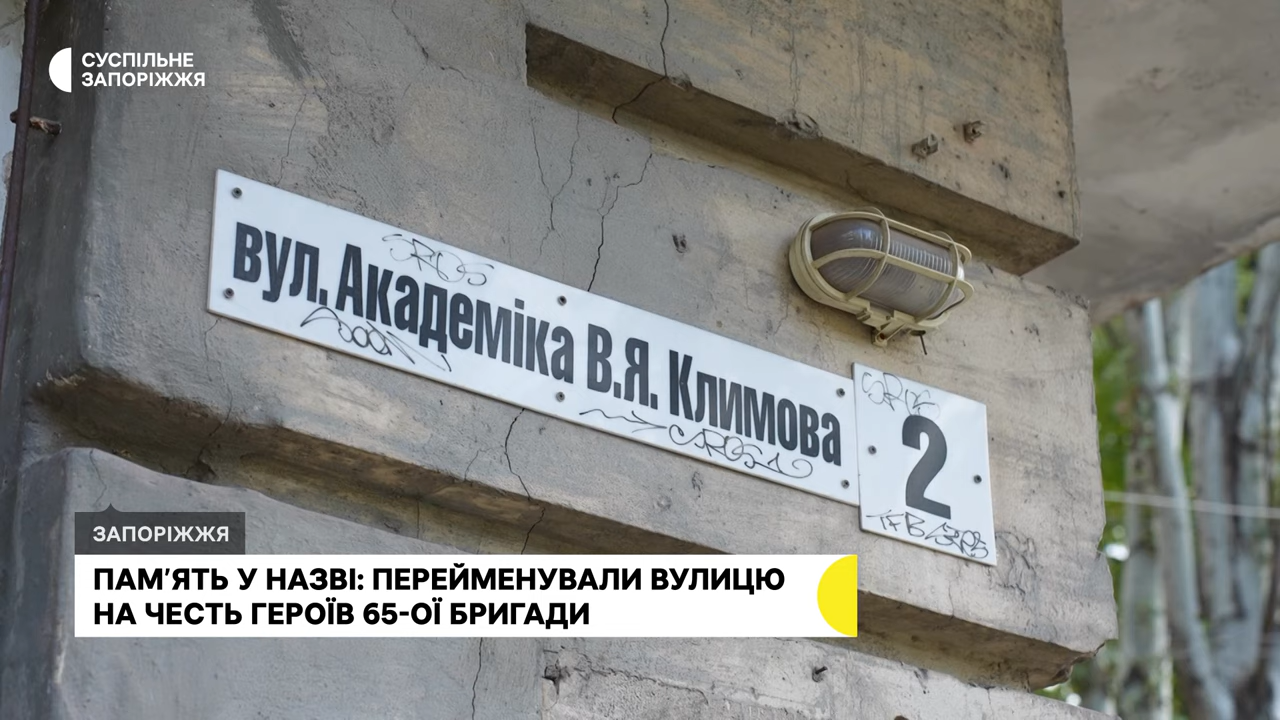 СУСПІЛЬНЕ
ЗАПОРІЖЖЯ
вул. Академіка В.Я. Климова
2
ЗАПОРІЖЖЯ
ПАМ’ЯТЬ У НАЗВІ: ПЕРЕЙМЕНУВАЛИ ВУЛИЦЮ
НА ЧЕСТЬ ГЕРОЇВ 65-ОЇ БРИГАДИ